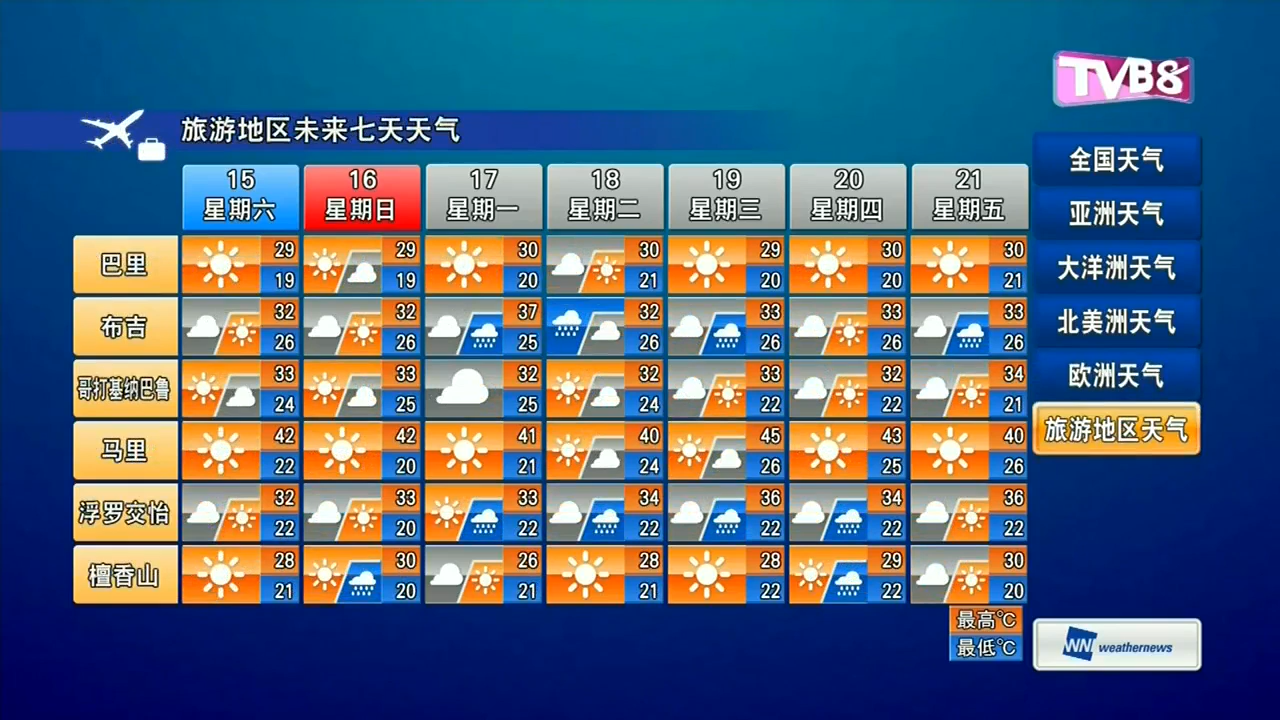 TVB8
旅游地区未来七天天气
15 16 17 18 19 20 21
星期六 星期日 星期一 星期二 星期三 星期四 星期五
巴里 29 29 30 30 29 30 30
19 19 20 21 20 20 21
布吉 32 32 37 32 33 33 33
26 26 25 26 26 26 26
哥打基纳巴鲁 33 33 32 32 33 32 34
24 25 25 24 22 22 21
马里 42 42 41 40 45 43 40
22 20 21 24 26 25 26
浮罗交怡 32 33 33 34 36 34 36
22 20 22 22 22 22 22
檀香山 28 30 26 28 28 29 30
21 20 21 21 22 22 20
最高℃
最低℃
全国天气
亚洲天气
大洋洲天气
北美洲天气
欧洲天气
旅游地区天气
WNI weathernews